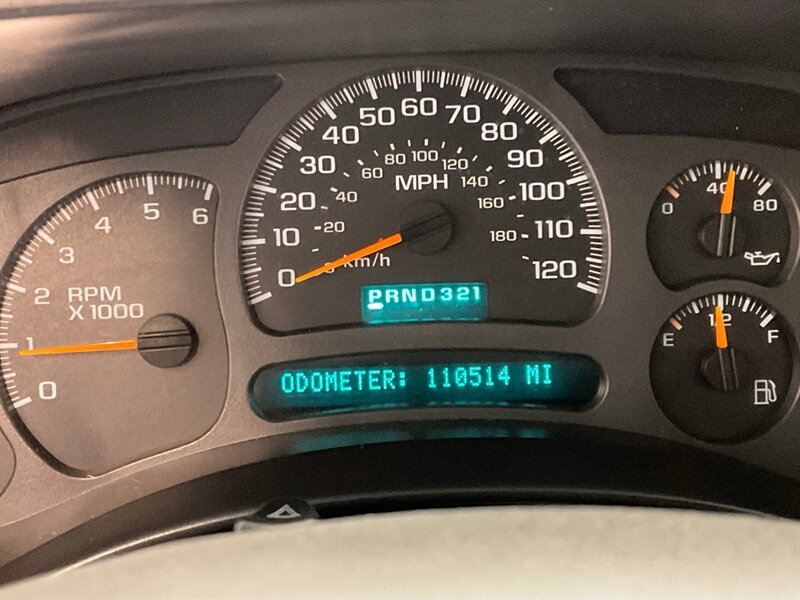 0 1 2 3 4 5 6
RPM
X 1000
0 10 20 30 40 50 60 70 80 90 100 110 120
20 40 60 80 100 120 140 160 180
MPH
km/h
PRND321
ODOMETER: 110514 MI
0 40 80
E 1/2 F